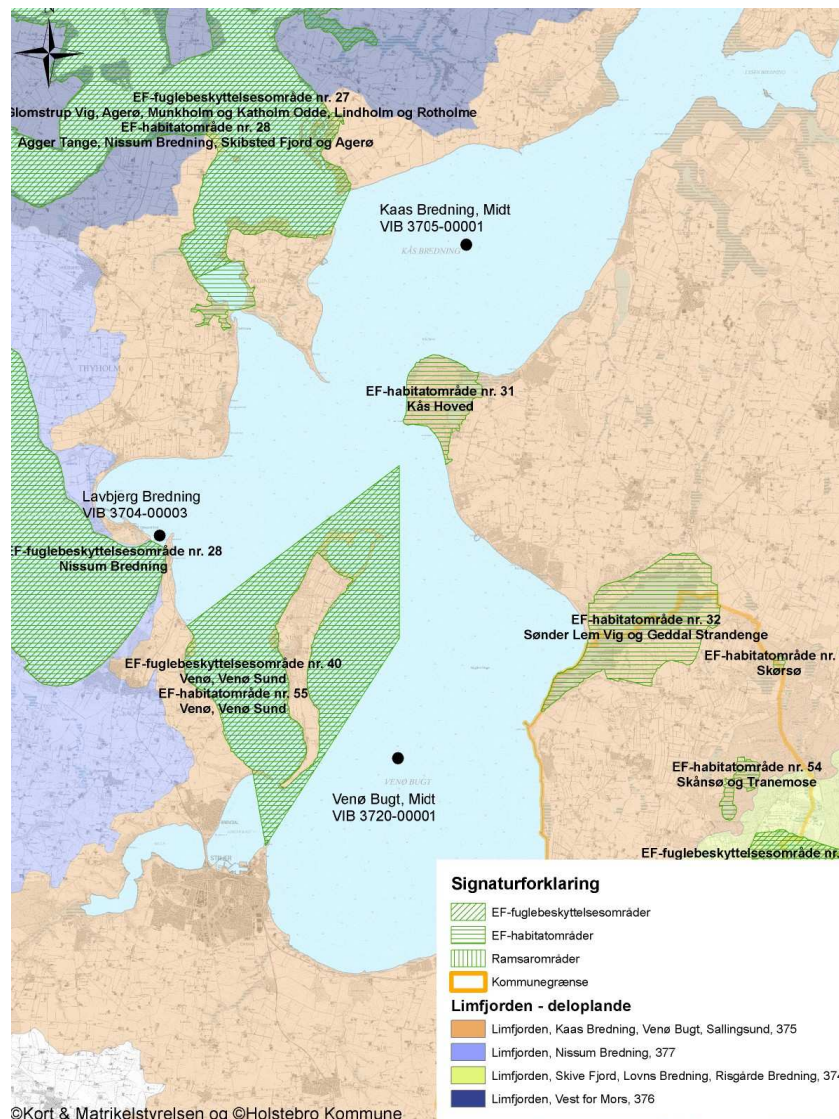 N
EF-fuglebeskyttelsesområde nr. 27
Glomstrup Vig, Agerø, Munkholm og Katholm Odde, Lindholm og Rotholme
EF-habitatområde nr. 28
Agger Tange, Nissum Bredning, Skibsted Fjord og Agerø
Kaas Bredning, Midt
VIB 3705-00001
KÅS BREDNING
THYHOLM
EF-habitatområde nr. 31
Kås Hoved
Lavbjerg Bredning
VIB 3704-00003
EF-fuglebeskyttelsesområde nr. 28
Nissum Bredning
EF-habitatområde nr. 32
Sønder Lem Vig og Geddal Strandenge
EF-habitatområde nr.
Skørsø
EF-fuglebeskyttelsesområde nr. 40
Venø, Venø Sund
EF-habitatområde nr. 55
Venø, Venø Sund
EF-habitatområde nr. 54
Skånsø og Tranemose
VENØ BUGT
Venø Bugt, Midt
VIB 3720-00001
EF-fuglebeskyttelsesområde nr.
Signaturforklaring
EF-fuglebeskyttelsesområder
EF-habitatområder
Ramsarområder
Kommunegrænse
Limfjorden - deloplande
Limfjorden, Kaas Bredning, Venø Bugt, Sallingsund, 375
Limfjorden, Nissum Bredning, 377
Limfjorden, Skive Fjord, Lovns Bredning, Risgårde Bredning, 374
Limfjorden, Vest for Mors, 376
©Kort & Matrikelstyrelsen og ©Holstebro Kommune